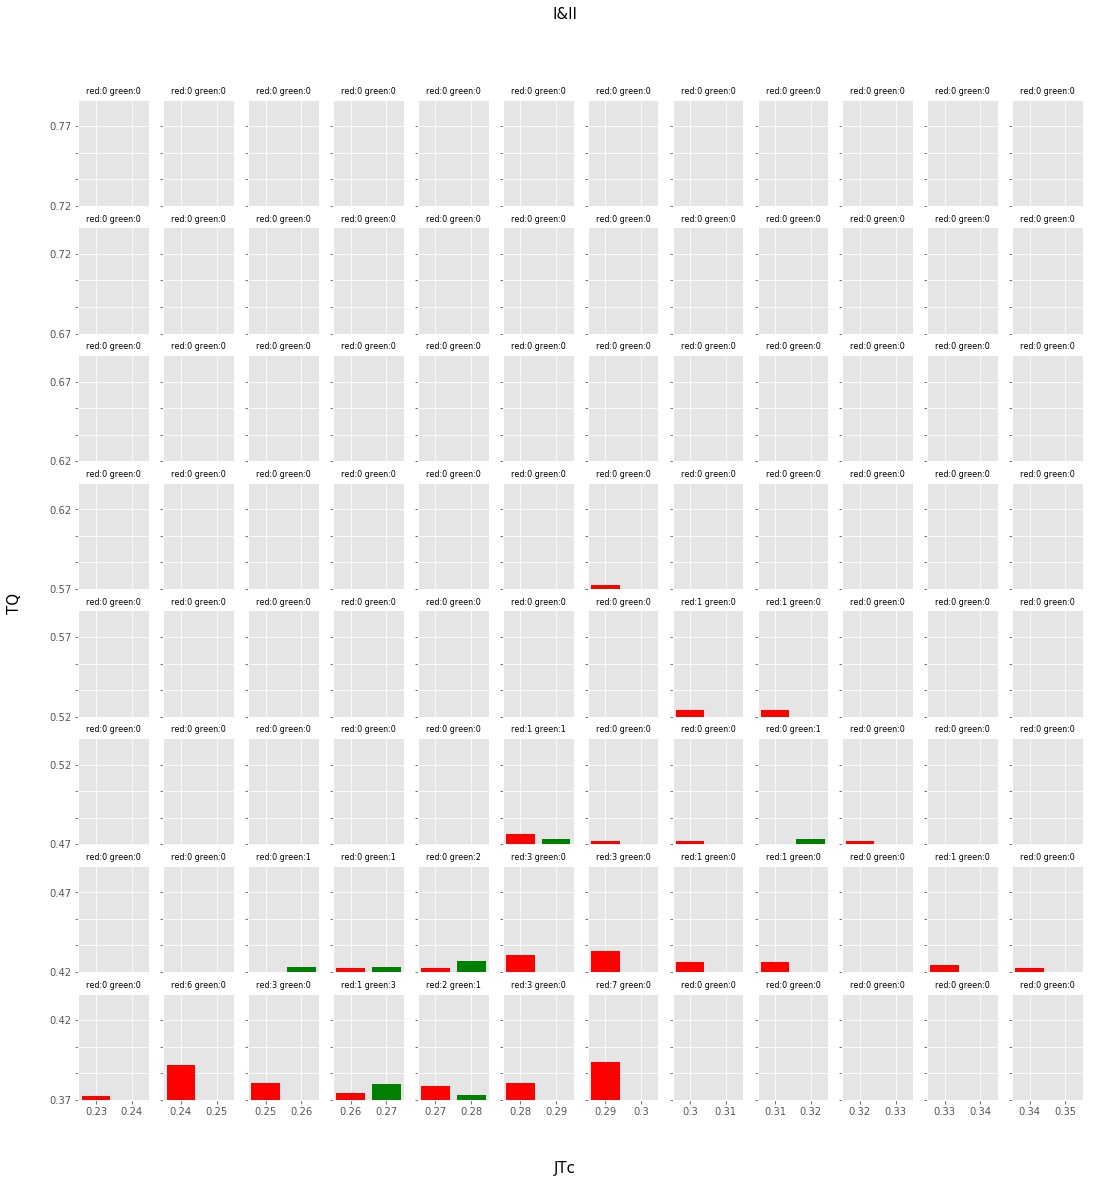 I&II
red:0 green:0 red:0 green:0 red:0 green:0 red:0 green:0 red:0 green:0 red:0 green:0 red:0 green:0 red:0 green:0 red:0 green:0 red:0 green:0 red:0 green:0 red:0 green:0
0.77
0.72
red:0 green:0 red:0 green:0 red:0 green:0 red:0 green:0 red:0 green:0 red:0 green:0 red:0 green:0 red:0 green:0 red:0 green:0 red:0 green:0 red:0 green:0 red:0 green:0
0.72
0.67
red:0 green:0 red:0 green:0 red:0 green:0 red:0 green:0 red:0 green:0 red:0 green:0 red:0 green:0 red:0 green:0 red:0 green:0 red:0 green:0 red:0 green:0 red:0 green:0
0.67
0.62
red:0 green:0 red:0 green:0 red:0 green:0 red:0 green:0 red:0 green:0 red:0 green:0 red:0 green:0 red:0 green:0 red:0 green:0 red:0 green:0 red:0 green:0 red:0 green:0
0.62
0.57
TQ
red:0 green:0 red:0 green:0 red:0 green:0 red:0 green:0 red:0 green:0 red:0 green:0 red:0 green:0 red:1 green:0 red:1 green:0 red:0 green:0 red:0 green:0 red:0 green:0
0.57
0.52
red:0 green:0 red:0 green:0 red:0 green:0 red:0 green:0 red:0 green:0 red:1 green:1 red:0 green:0 red:0 green:0 red:0 green:1 red:0 green:0 red:0 green:0 red:0 green:0
0.52
0.47
red:0 green:0 red:0 green:0 red:0 green:1 red:0 green:1 red:0 green:2 red:3 green:0 red:3 green:0 red:1 green:0 red:1 green:0 red:0 green:0 red:1 green:0 red:0 green:0
0.47
0.42
red:0 green:0 red:6 green:0 red:3 green:0 red:1 green:3 red:2 green:1 red:3 green:0 red:7 green:0 red:0 green:0 red:0 green:0 red:0 green:0 red:0 green:0 red:0 green:0
0.42
0.37
0.23 0.24 0.24 0.25 0.25 0.26 0.26 0.27 0.27 0.28 0.28 0.29 0.29 0.3 0.3 0.31 0.31 0.32 0.32 0.33 0.33 0.34 0.34 0.35
JTc